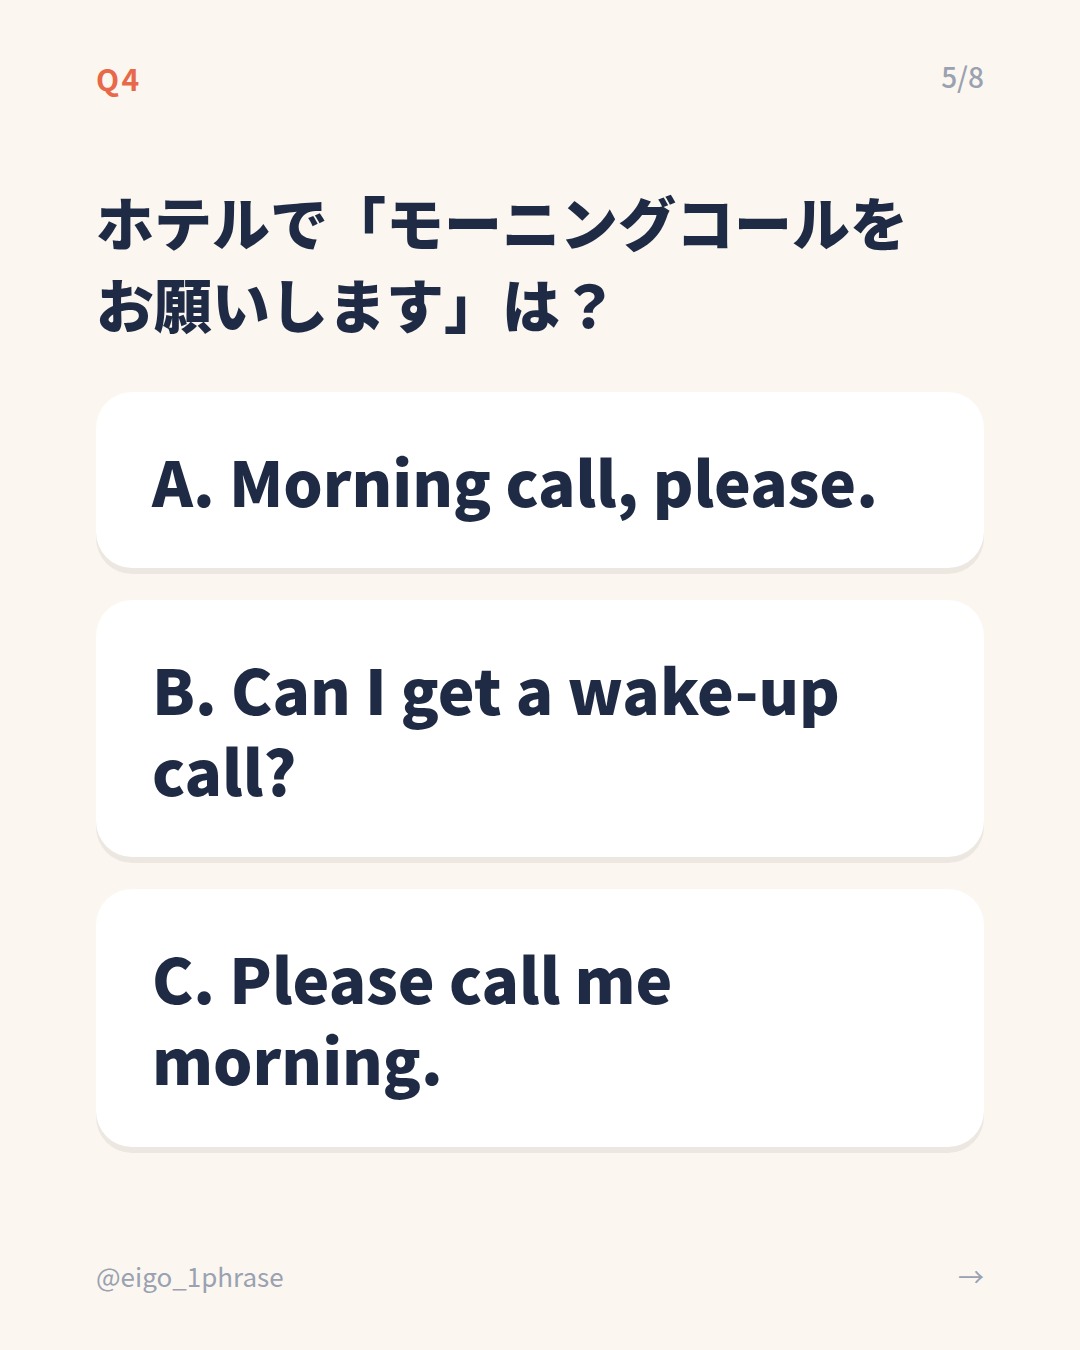 Q4
5/8
ホテルで「モーニングコールを
お願いします」は？
A. Morning call, please.
B. Can I get a wake-up
call?
C. Please call me
morning.
@eigo_1phrase
→